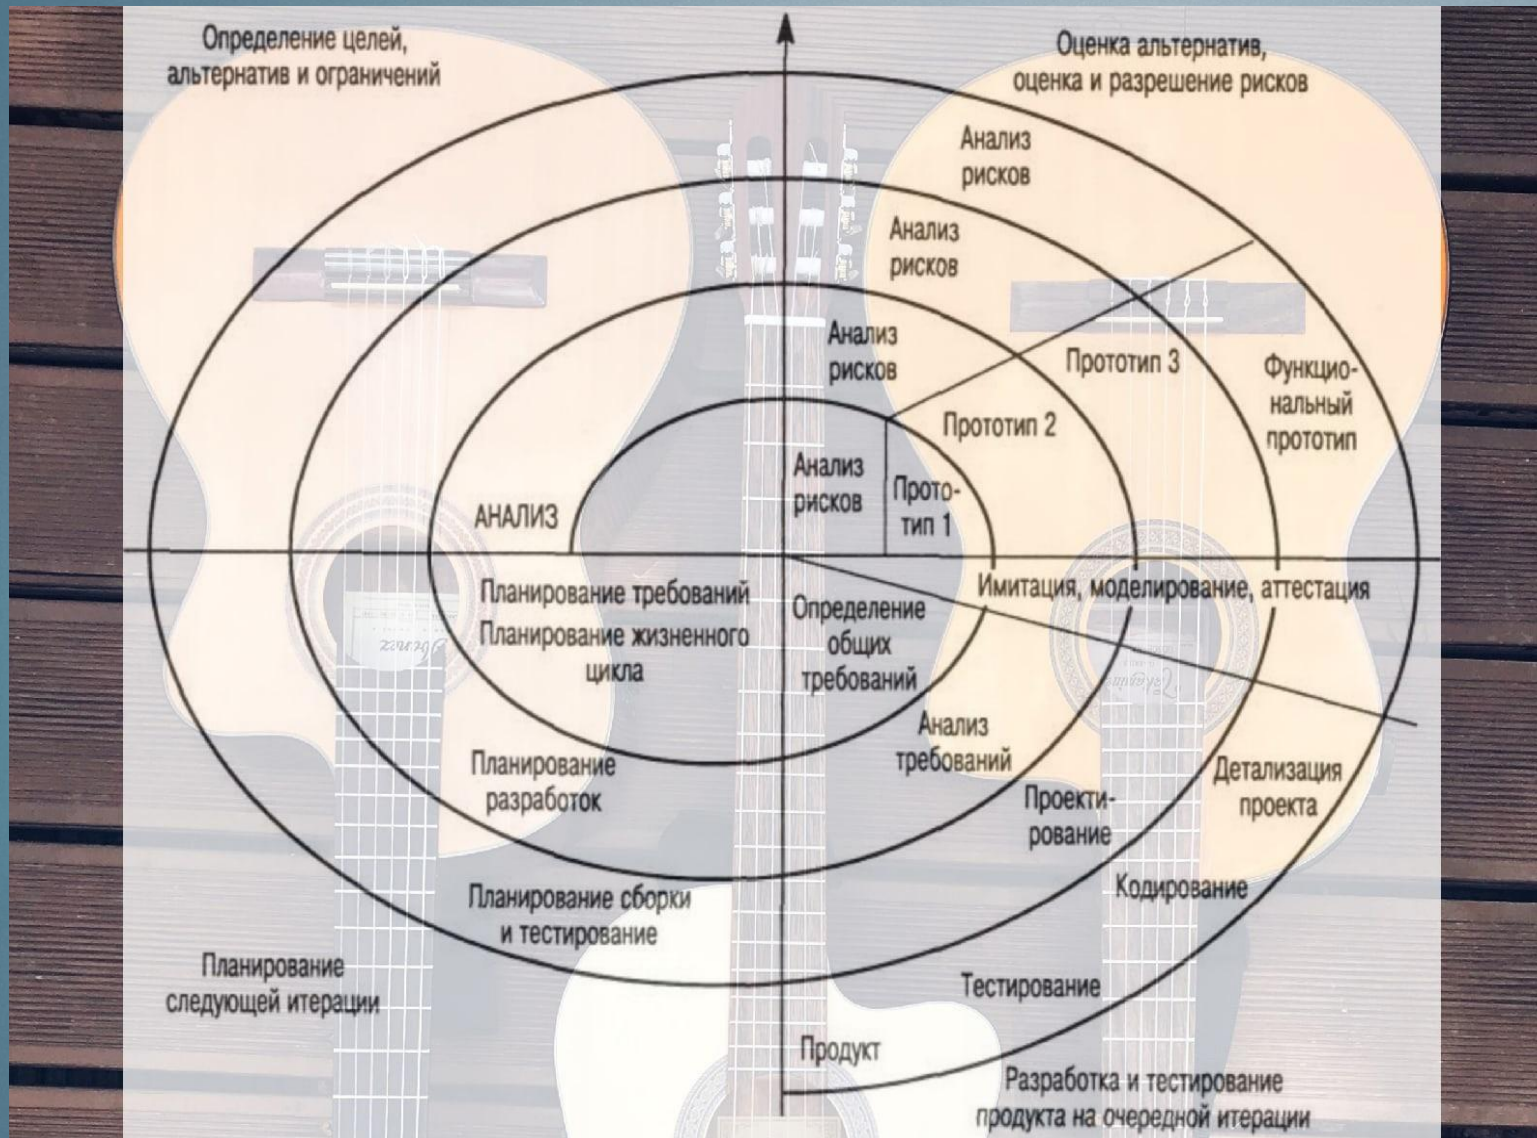 Определение целей,
альтернатив и ограничений
Оценка альтернатив,
оценка и разрешение рисков
Анализ
рисков
Анализ
рисков
Анализ
рисков
Прототип 3
Функцио-
нальный
прототип
Прототип 2
Анализ
рисков
Прото-
тип 1
АНАЛИЗ
Планирование требований
Планирование жизненного
цикла
Определение
общих
требований
Имитация, моделирование, аттестация
Анализ
требований
Планирование
разработок
Проекти-
рование
Детализация
проекта
Кодирование
Планирование сборки
и тестирование
Планирование
следующей итерации
Тестирование
Продукт
Разработка и тестирование
продукта на очередной итерации
Ibanez